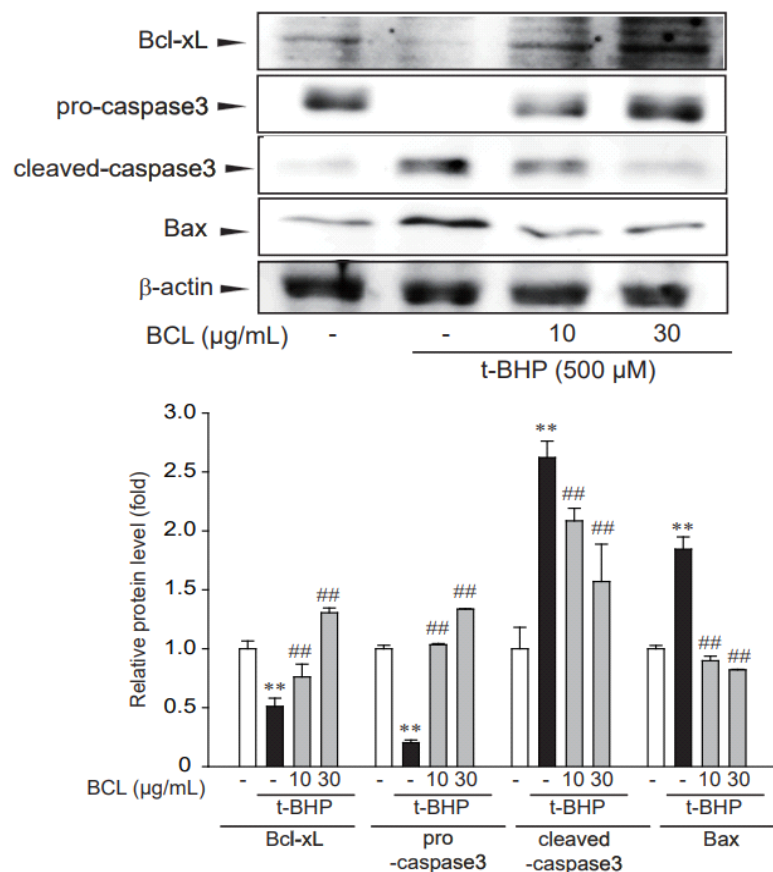 Bcl-xL
pro-caspase3
cleaved-caspase3
Bax
β-actin
BCL (µg/mL) - - 10 30
t-BHP (500 µM)
Relative protein level (fold)
3.0
2.5
2.0
1.5
1.0
0.5
0
** ## ##
** ## ##
** ## ##
** ## ##
BCL (µg/mL) - - 10 30 - - 10 30 - - 10 30 - - 10 30
t-BHP t-BHP t-BHP t-BHP
Bcl-xL pro -caspase3 cleaved -caspase3 Bax